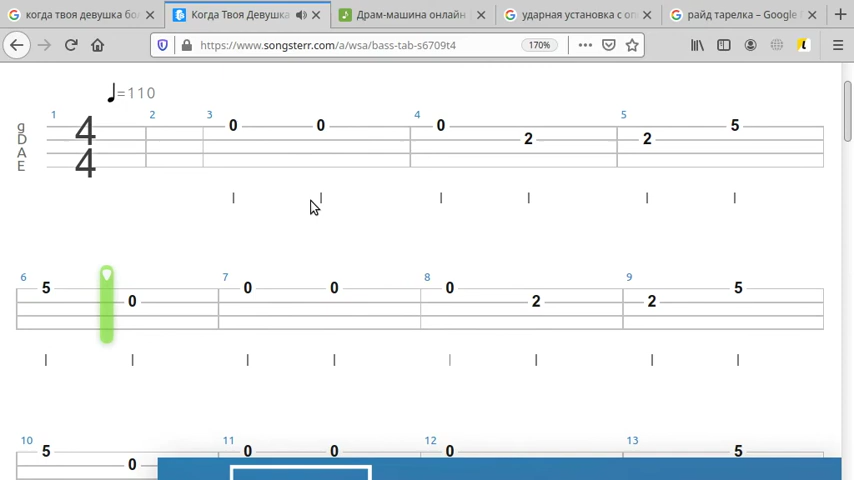 когда твоя девушка бо
Когда Твоя Девушка
Драм-машина онлайн
ударная установка с оп
райд тарелка – Google
https://www.songsterr.com/a/wsa/bass-tab-s6709t4
170%
=110
1 2 3 4 5
g 0 0 0 5
D 4 2 2
A
E 4
6 7 8 9
5 0 0 0 5
0 2 2
10 11 12 13
5 0 0 0 5
0